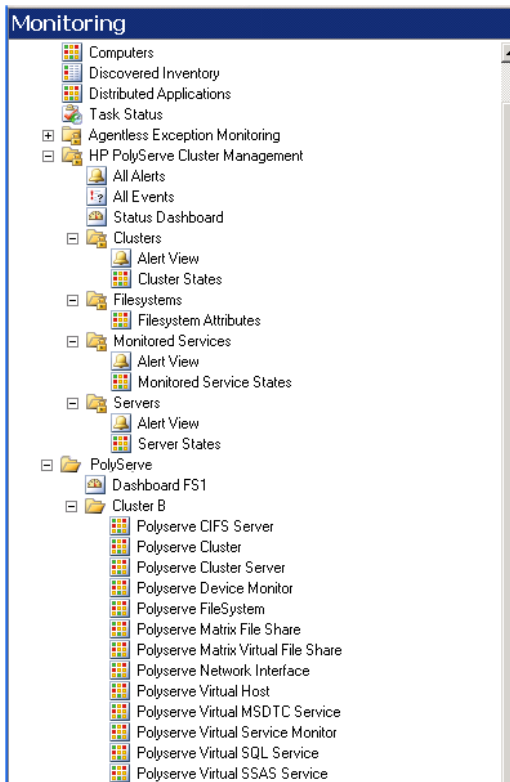 Monitoring
Computers
Discovered Inventory
Distributed Applications
Task Status
Agentless Exception Monitoring
HP PolyServe Cluster Management
All Alerts
All Events
Status Dashboard
Clusters
Alert View
Cluster States
Filesystems
Filesystem Attributes
Monitored Services
Alert View
Monitored Service States
Servers
Alert View
Server States
PolyServe
Dashboard FS1
Cluster B
Polyserve CIFS Server
Polyserve Cluster
Polyserve Cluster Server
Polyserve Device Monitor
Polyserve FileSystem
Polyserve Matrix File Share
Polyserve Matrix Virtual File Share
Polyserve Network Interface
Polyserve Virtual Host
Polyserve Virtual MSDTC Service
Polyserve Virtual Service Monitor
Polyserve Virtual SQL Service
Polyserve Virtual SSAS Service